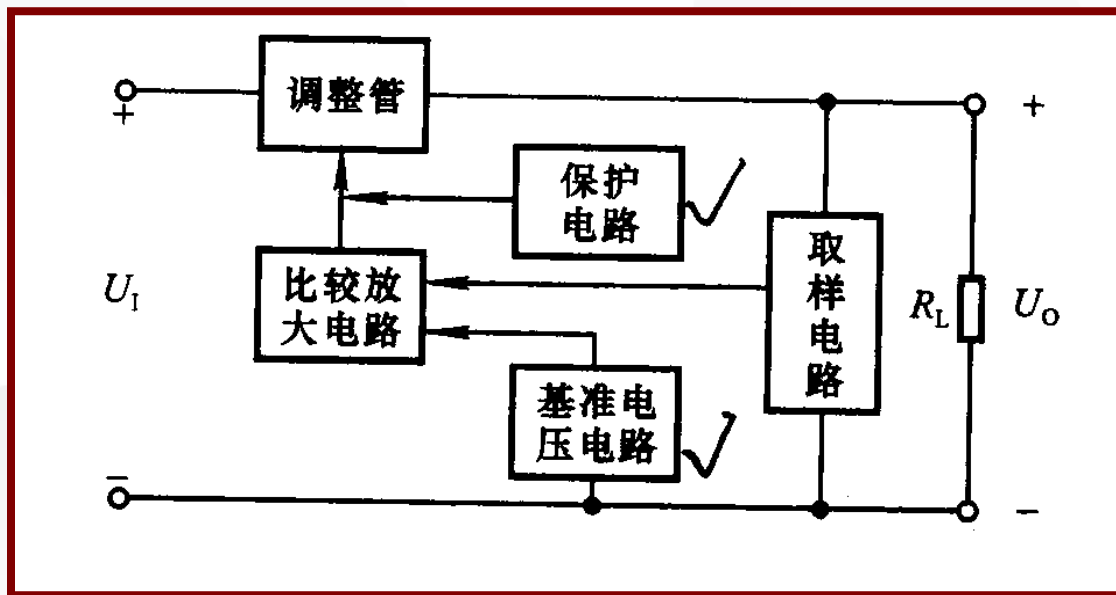 调整管
+
+
保护
电路
取
样
电
路
比较放
大电路
U_I
R_L
U_O
基准电
压电路
−
−